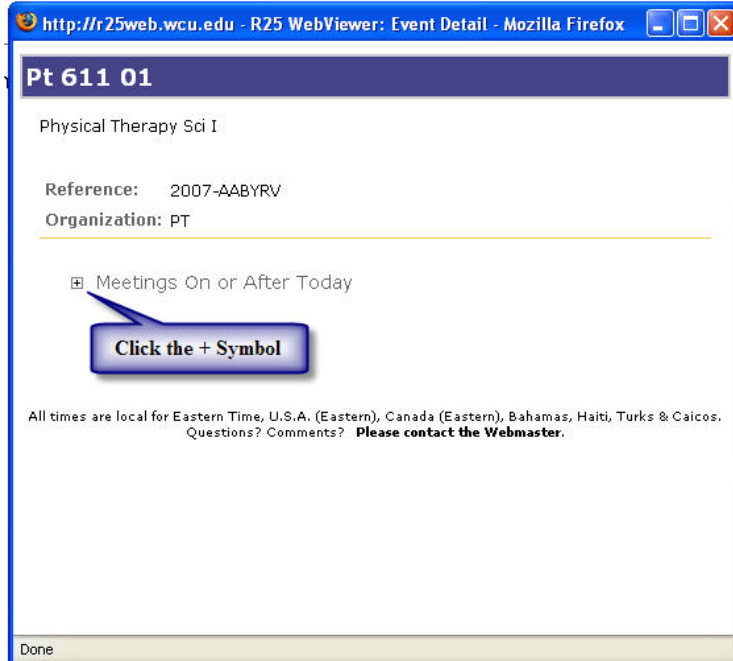 http://r25web.wcu.edu - R25 WebViewer: Event Detail - Mozilla Firefox
Pt 611 01
Physical Therapy Sci I
Reference: 2007-AABYRV
Organization: PT
Meetings On or After Today
Click the + Symbol
All times are local for Eastern Time, U.S.A. (Eastern), Canada (Eastern), Bahamas, Haiti, Turks & Caicos.
Questions? Comments? Please contact the Webmaster.
Done